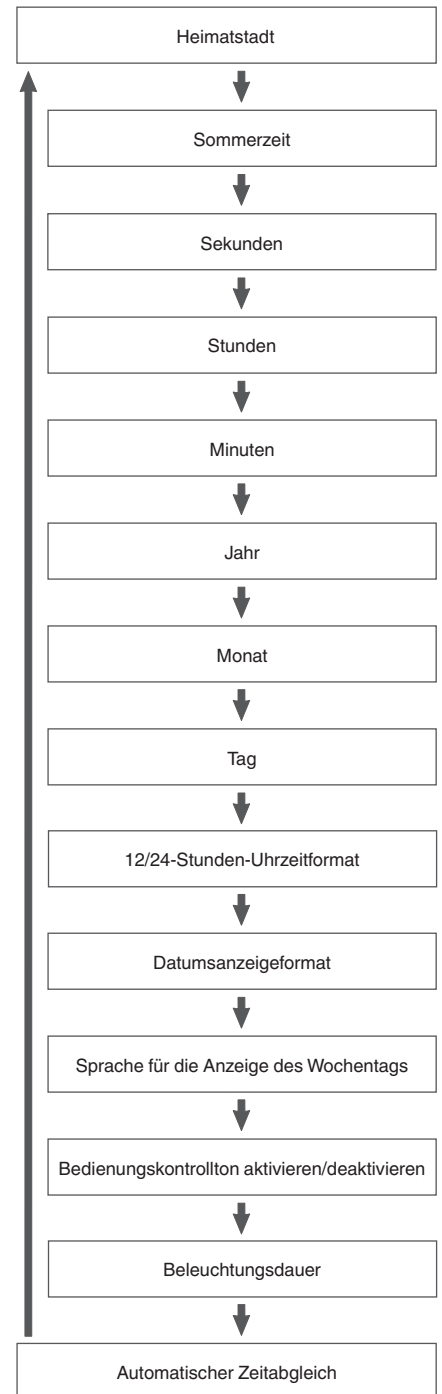 Heimatstadt
Sommerzeit
Sekunden
Stunden
Minuten
Jahr
Monat
Tag
12/24-Stunden-Uhrzeitformat
Datumsanzeigeformat
Sprache für die Anzeige des Wochentags
Bedienungskontrollton aktivieren/deaktivieren
Beleuchtungsdauer
Automatischer Zeitabgleich